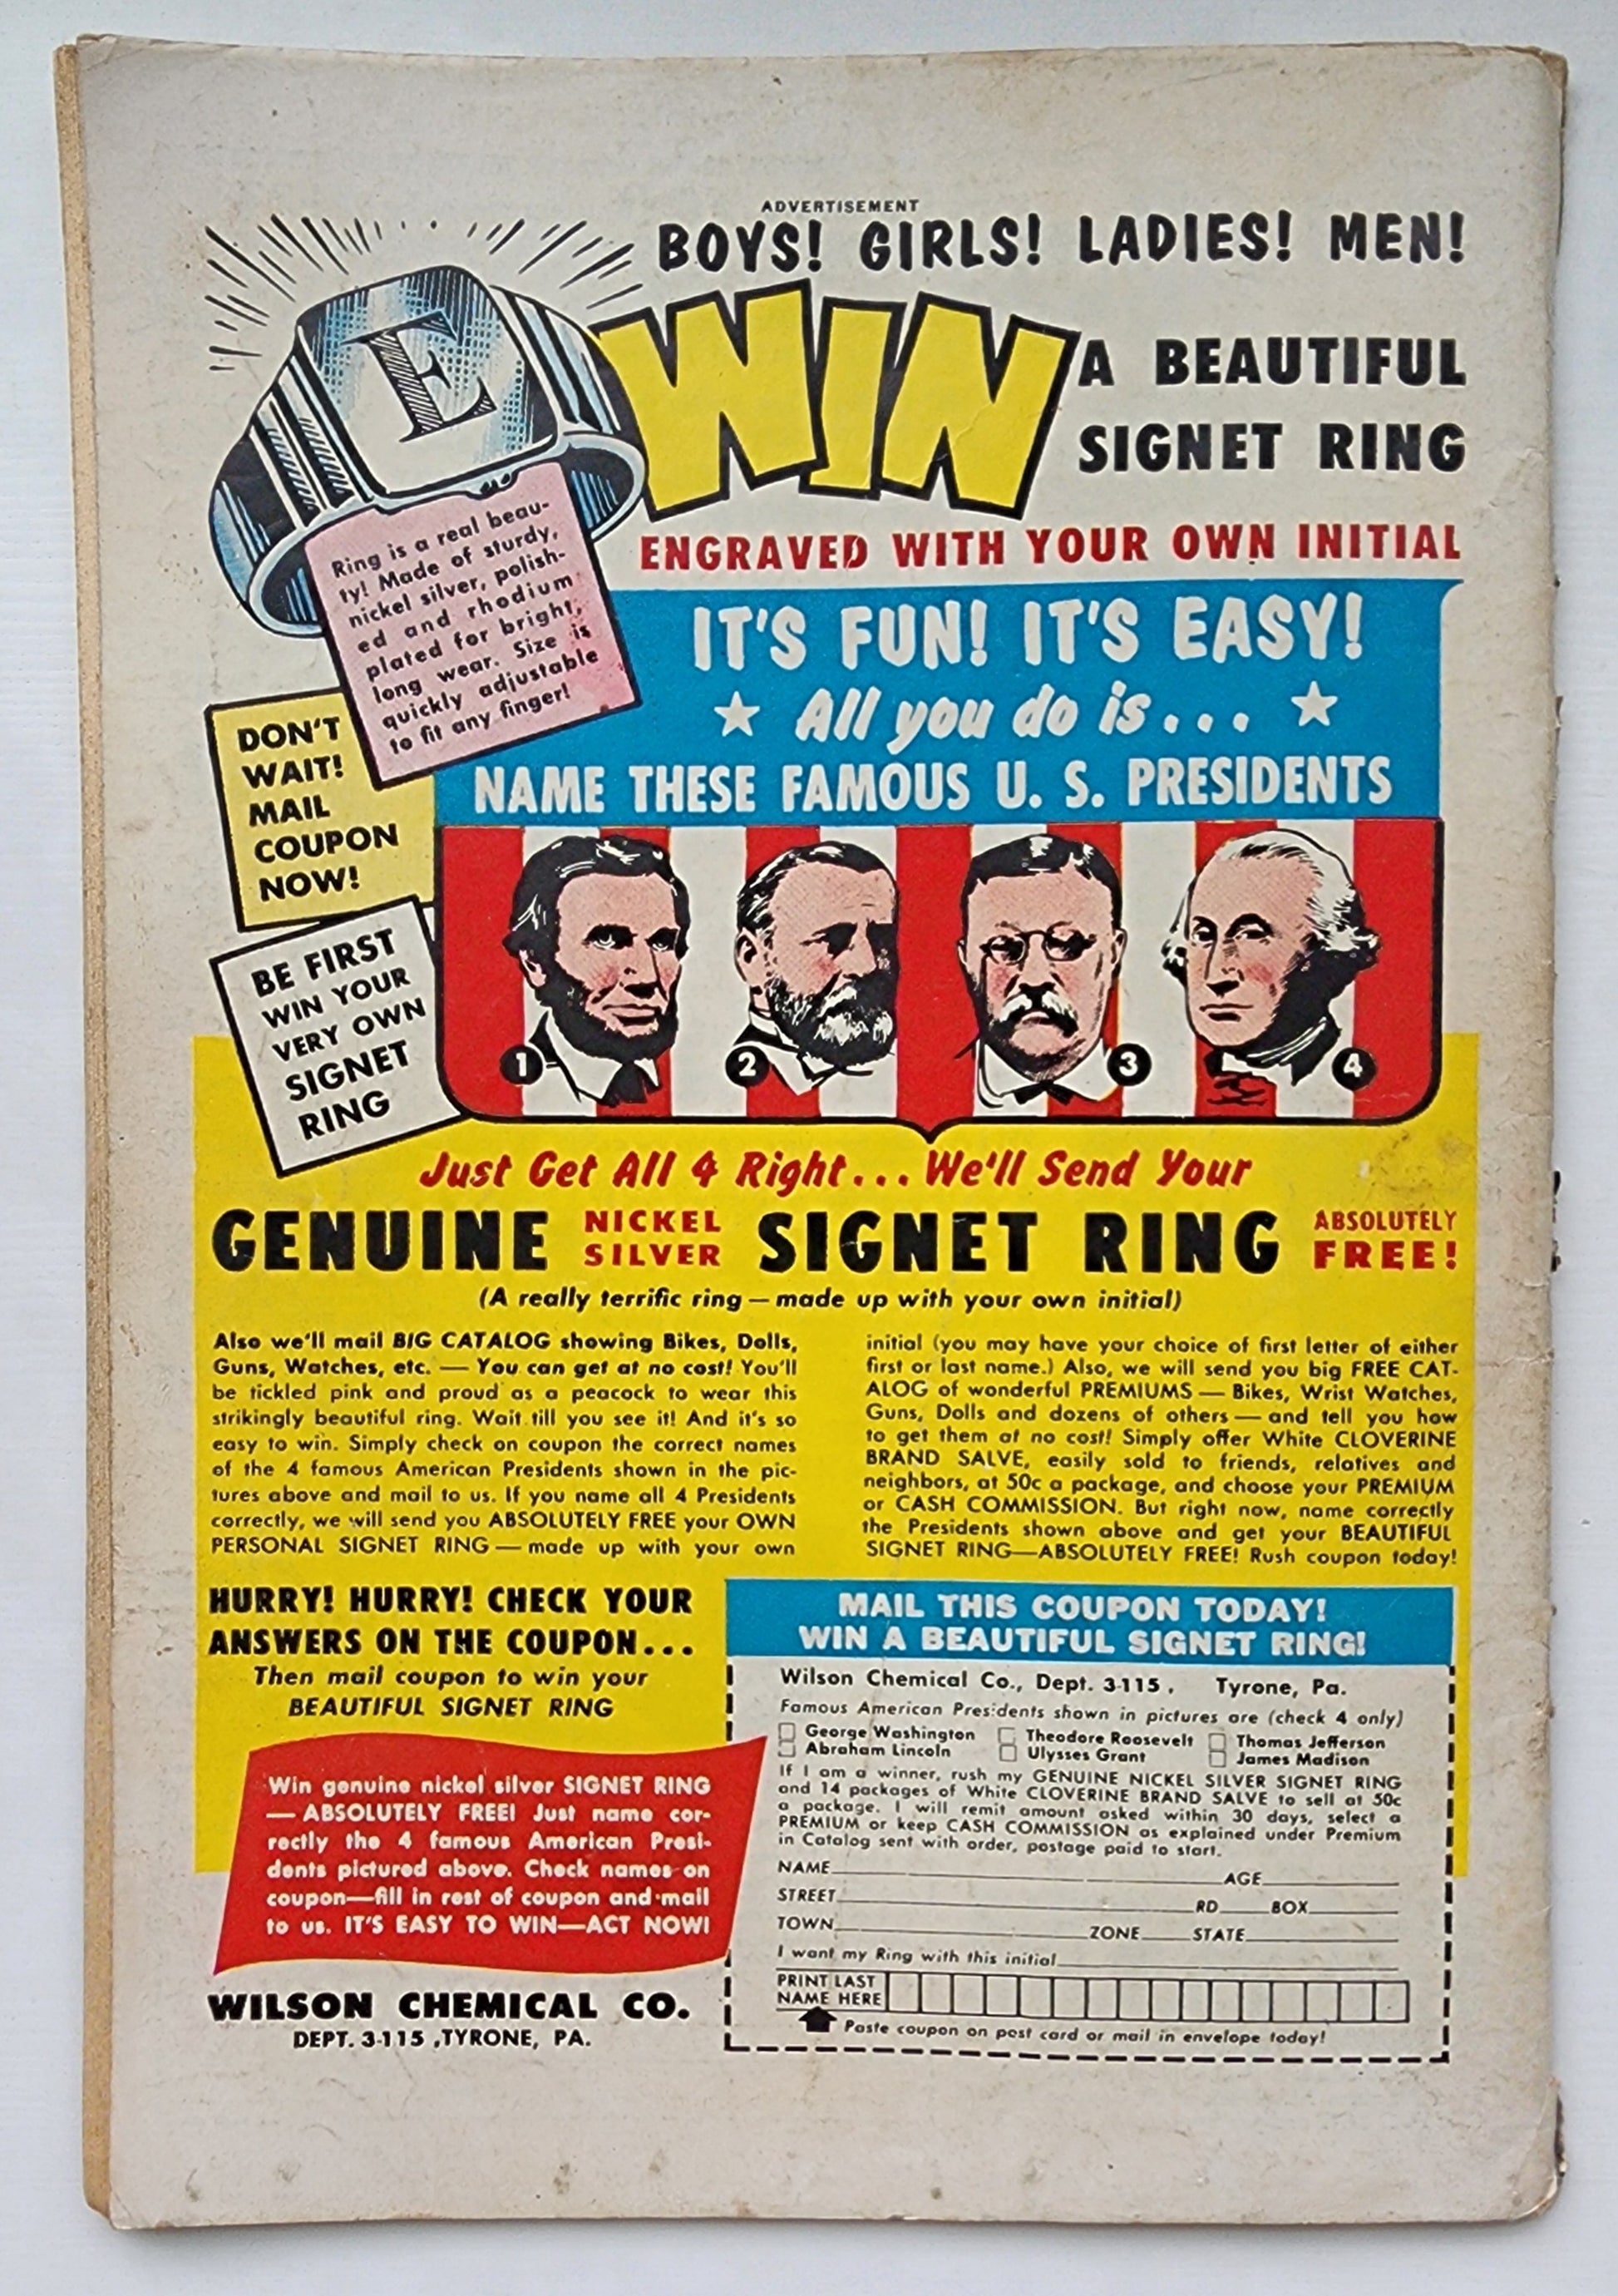 ADVERTISEMENT
BOYS! GIRLS! LADIES! MEN!
WIN
A BEAUTIFUL
SIGNET RING
E
ENGRAVED WITH YOUR OWN INITIAL
Ring is a real beau-
ty! Made of sturdy,
nickel silver, polish-
ed and rhodium
plated for bright,
long wear. Size is
quickly adjustable
to fit any finger!
IT'S FUN! IT'S EASY!
★ All you do is... ★
NAME THESE FAMOUS U. S. PRESIDENTS
DON'T
WAIT!
MAIL
COUPON
NOW!
BE FIRST
WIN YOUR
VERY OWN
SIGNET
RING
1 2 3 4
Just Get All 4 Right... We'll Send Your
GENUINE NICKEL SILVER SIGNET RING ABSOLUTELY FREE!
(A really terrific ring — made up with your own initial)
Also we'll mail BIG CATALOG showing Bikes, Dolls,
Guns, Watches, etc. — You can get at no cost! You'll
be tickled pink and proud as a peacock to wear this
strikingly beautiful ring. Wait till you see it! And it's so
easy to win. Simply check on coupon the correct names
of the 4 famous American Presidents shown in the pic-
tures above and mail to us. If you name all 4 Presidents
correctly, we will send you ABSOLUTELY FREE your OWN
PERSONAL SIGNET RING — made up with your own
initial (you may have your choice of first letter of either
first or last name.) Also, we will send you big FREE CAT-
ALOG of wonderful PREMIUMS — Bikes, Wrist Watches,
Guns, Dolls and dozens of others — and tell you how
to get them at no cost! Simply offer White CLOVERINE
BRAND SALVE, easily sold to friends, relatives and
neighbors, at 50c a package, and choose your PREMIUM
or CASH COMMISSION. But right now, name correctly
the Presidents shown above and get your BEAUTIFUL
SIGNET RING—ABSOLUTELY FREE! Rush coupon today!
HURRY! HURRY! CHECK YOUR
ANSWERS ON THE COUPON...
Then mail coupon to win your
BEAUTIFUL SIGNET RING
Win genuine nickel silver SIGNET RING
— ABSOLUTELY FREE! Just name cor-
rectly the 4 famous American Presi-
dents pictured above. Check names on
coupon—fill in rest of coupon and mail
to us. IT'S EASY TO WIN—ACT NOW!
WILSON CHEMICAL CO.
DEPT. 3-115, TYRONE, PA.
MAIL THIS COUPON TODAY!
WIN A BEAUTIFUL SIGNET RING!
Wilson Chemical Co., Dept. 3-115, Tyrone, Pa.
Famous American Presidents shown in pictures are (check 4 only)
☐ George Washington ☐ Theodore Roosevelt ☐ Thomas Jefferson
☐ Abraham Lincoln ☐ Ulysses Grant ☐ James Madison
If I am a winner, rush my GENUINE NICKEL SILVER SIGNET RING
and 14 packages of White CLOVERINE BRAND SALVE to sell at 50c
a package. I will remit amount asked within 30 days, select a
PREMIUM or keep CASH COMMISSION as explained under Premium
in Catalog sent with order, postage paid to start.
NAME AGE
STREET RD BOX
TOWN ZONE STATE
I want my Ring with this initial
PRINT LAST
NAME HERE
Paste coupon on post card or mail in envelope today!